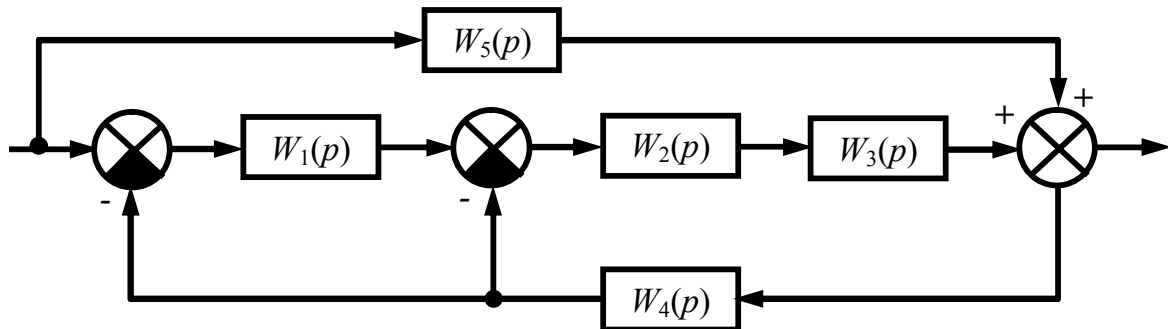 W₅(p)
+
+
W₁(p)
W₂(p)
W₃(p)
-
-
W₄(p)